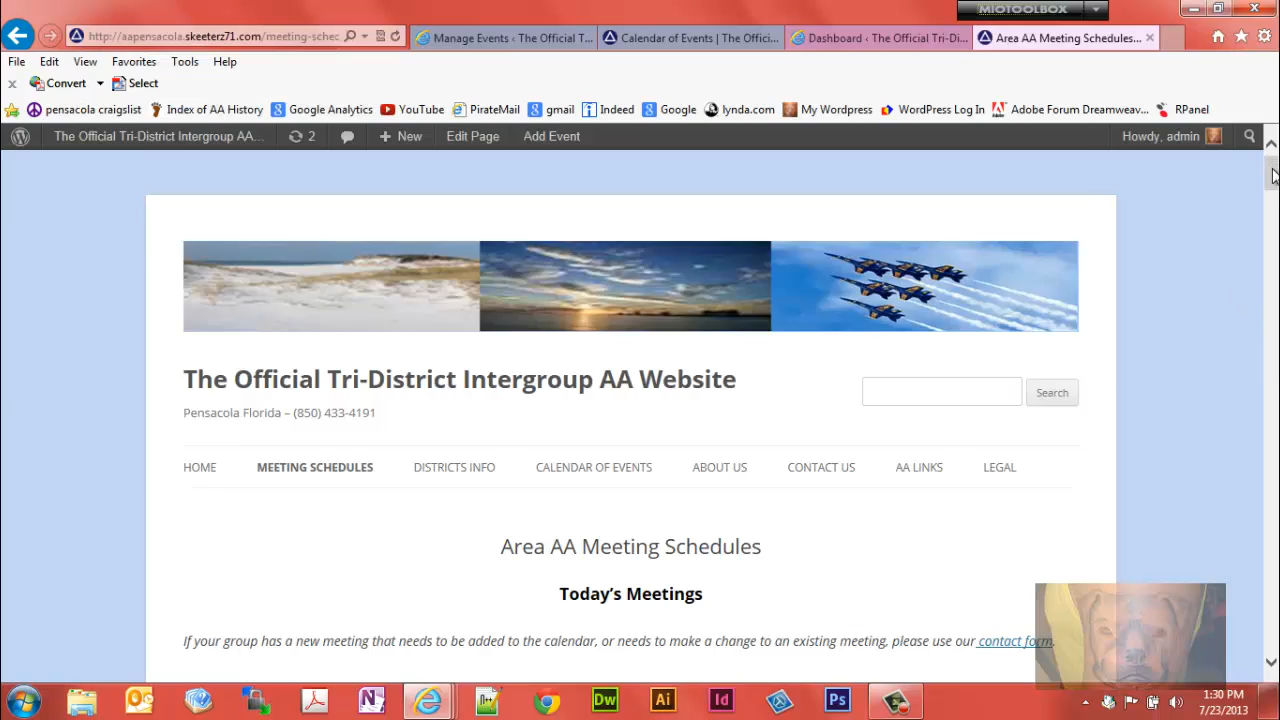 MIOTOOLBOX
http://aapensacola.skeeterz71.com/meeting-sched
Manage Events ‹ The Official T...
Calendar of Events | The Offici...
Dashboard ‹ The Official Tri-Di...
Area AA Meeting Schedules...
File Edit View Favorites Tools Help
x Convert Select
pensacola craigslist Index of AA History Google Analytics YouTube PirateMail gmail Indeed Google lynda.com My Wordpress WordPress Log In Adobe Forum Dreamweav... RPanel
The Official Tri-District Intergroup AA... 2 + New Edit Page Add Event Howdy, admin
The Official Tri-District Intergroup AA Website
Search
Pensacola Florida – (850) 433-4191
HOME MEETING SCHEDULES DISTRICTS INFO CALENDAR OF EVENTS ABOUT US CONTACT US AA LINKS LEGAL
Area AA Meeting Schedules
Today's Meetings
If your group has a new meeting that needs to be added to the calendar, or needs to make a change to an existing meeting, please use our contact form.
Dw Ai Id Ps
1:30 PM
7/23/2013